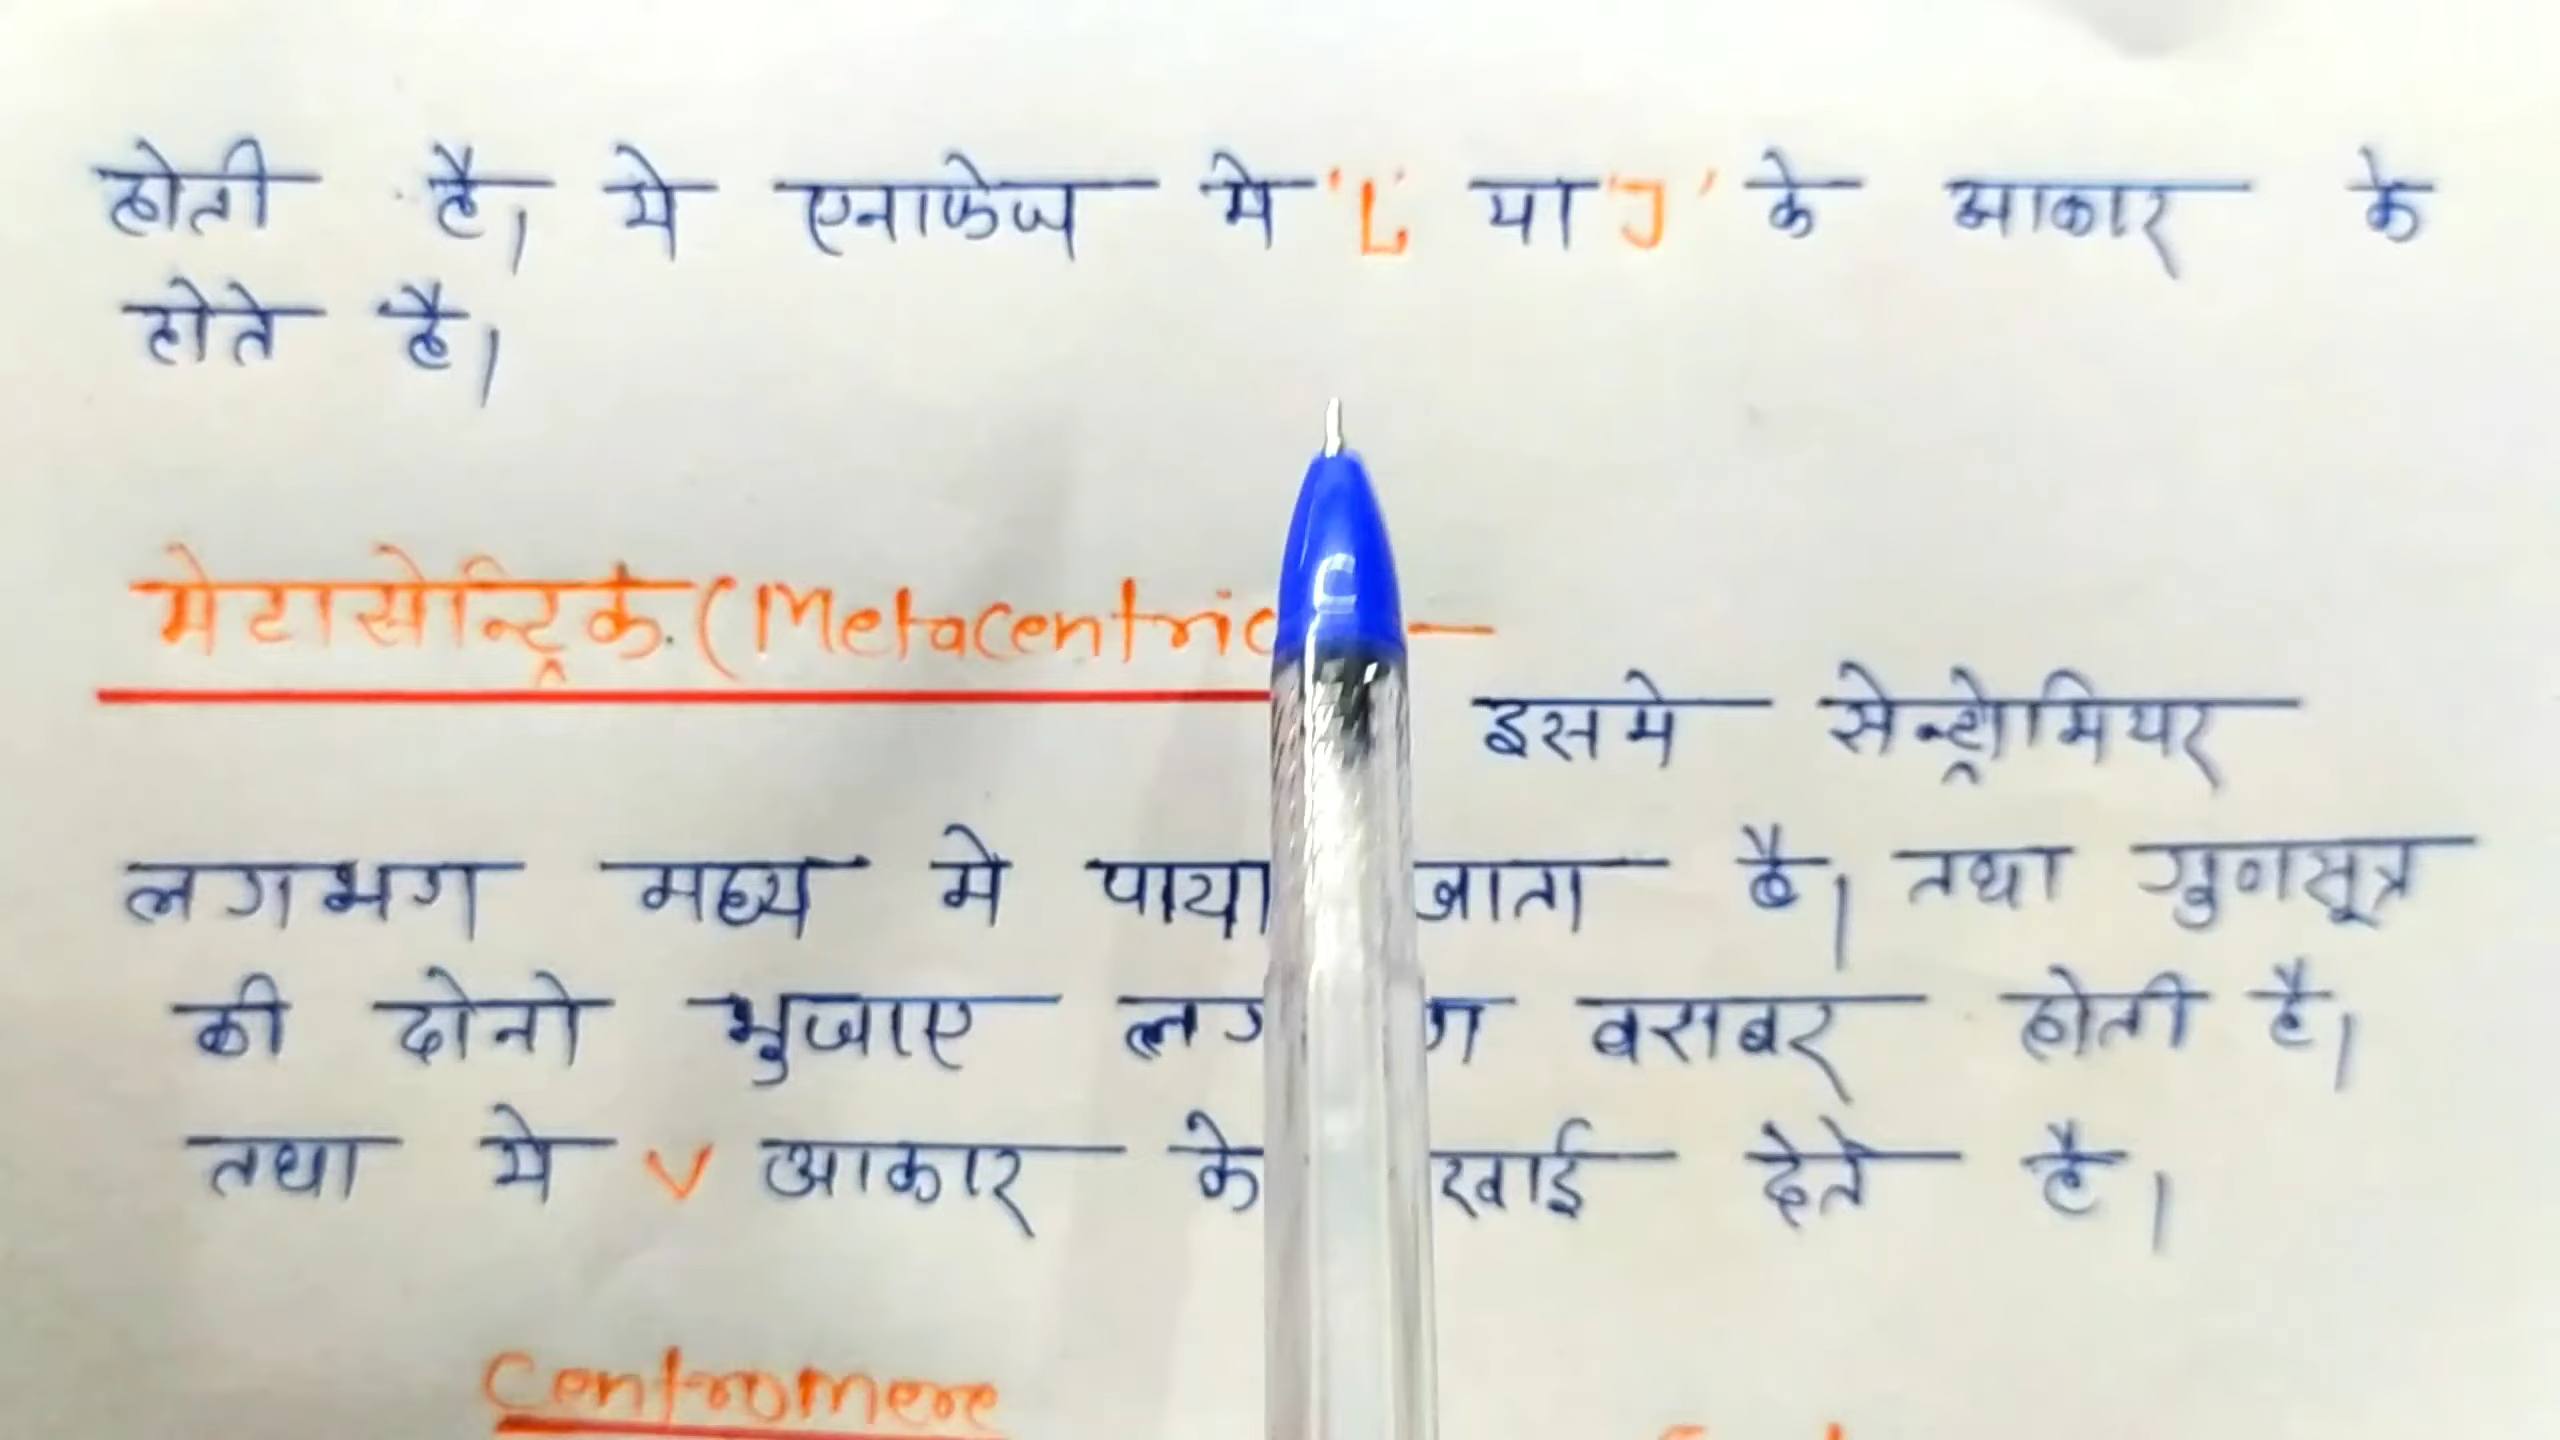 होती है। ये एनाफेज मे 'L' या 'J' के आकार के
होते है।
मेटासेन्ट्रिक (Metacentric —
इसमे सेन्ट्रोमियर
लगभग मध्य मे पाया जाता है। तथा गुणसूत्र
की दोनो भुजाए बराबर होती है।
तथा ये V आकार के देते है।
Centromere